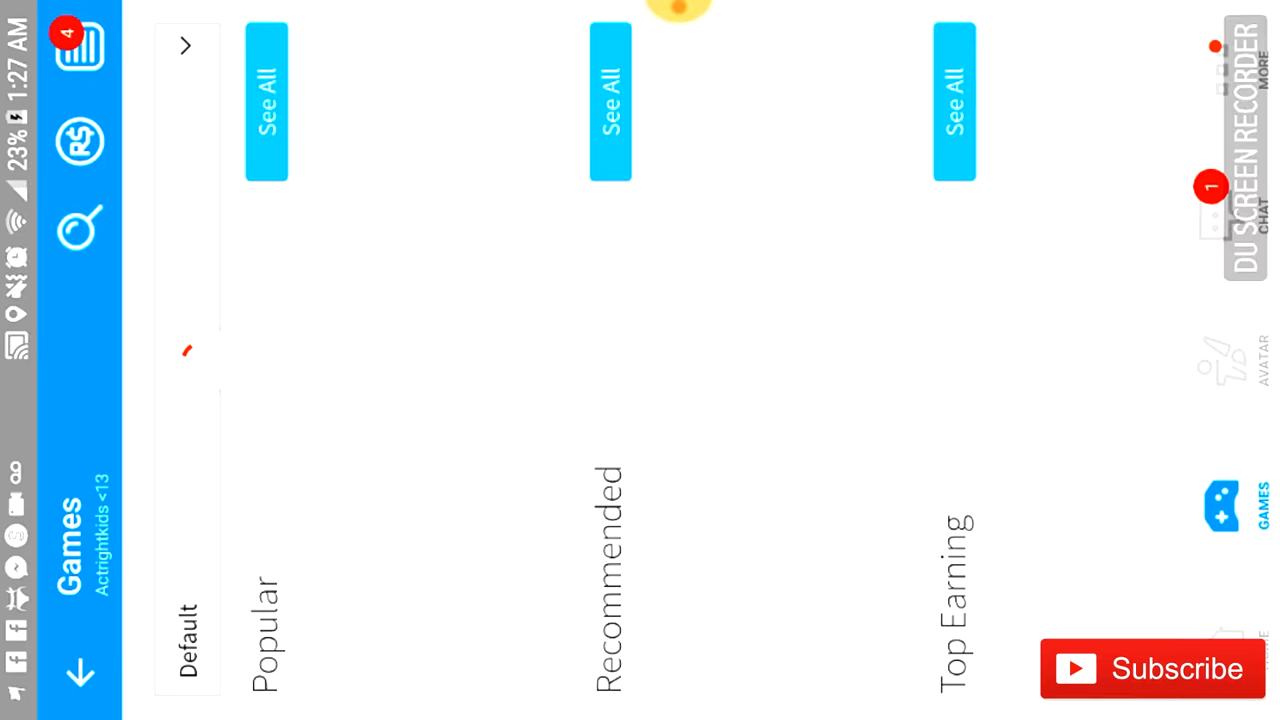 23% 1:27 AM
Games
Actrightkids <13
R$
4
Default
Popular
See All
Recommended
See All
Top Earning
See All
GAMES
AVATAR
CHAT
1
MORE
DU SCREEN RECORDER
Subscribe